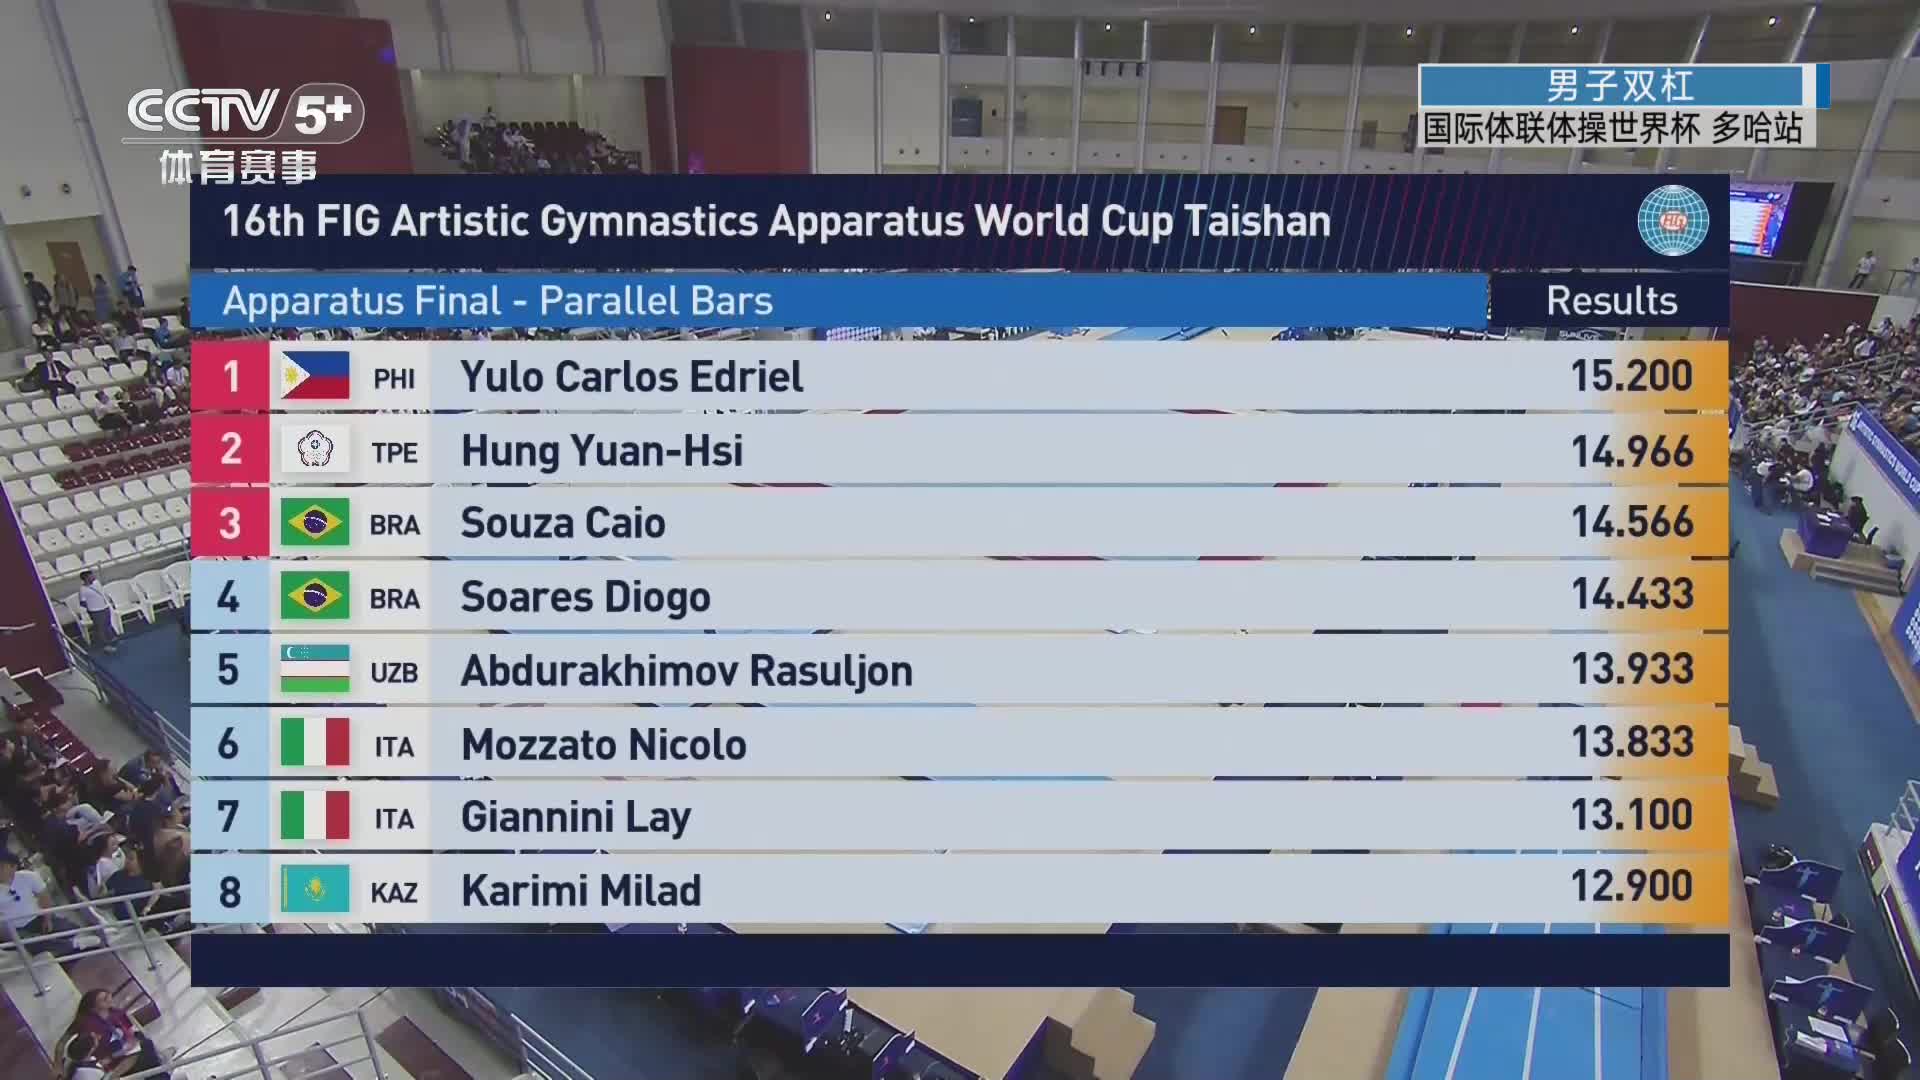 CCTV 5+
体育赛事
男子双杠
国际体联体操世界杯 多哈站
16th FIG Artistic Gymnastics Apparatus World Cup Taishan
FIG
Apparatus Final - Parallel Bars Results
1 PHI Yulo Carlos Edriel 15.200
2 TPE Hung Yuan-Hsi 14.966
3 BRA Souza Caio 14.566
4 BRA Soares Diogo 14.433
5 UZB Abdurakhimov Rasuljon 13.933
6 ITA Mozzato Nicolo 13.833
7 ITA Giannini Lay 13.100
8 KAZ Karimi Milad 12.900